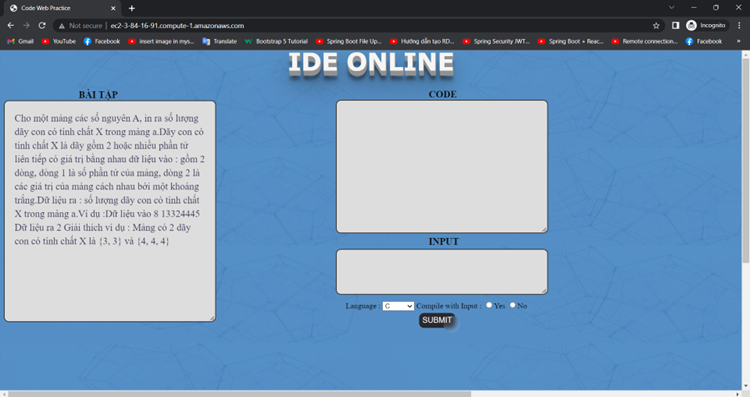 Code Web Practice
Not secure | ec2-3-84-16-91.compute-1.amazonaws.com
Incognito
Gmail YouTube Facebook insert image in mys... Translate Bootstrap 5 Tutorial Spring Boot File Up... Hướng dẫn tạo RD... Spring Security JWT... Spring Boot + Reac... Remote connection... Facebook »
IDE ONLINE
BÀI TẬP
Cho một mảng các số nguyên A, in ra số lượng
dãy con có tính chất X trong mảng a.Dãy con có
tính chất X là dãy gồm 2 hoặc nhiều phần tử
liên tiếp có giá trị bằng nhau dữ liệu vào : gồm 2
dòng, dòng 1 là số phần tử của mảng, dòng 2 là
các giá trị của mảng cách nhau bởi một khoảng
trắng.Dữ liệu ra : số lượng dãy con có tính chất
X trong mảng a.Ví dụ :Dữ liệu vào 8 13324445
Dữ liệu ra 2 Giải thích ví dụ : Mảng có 2 dãy
con có tính chất X là {3, 3} và {4, 4, 4}
CODE
INPUT
Language : C Compile with Input : Yes No
SUBMIT